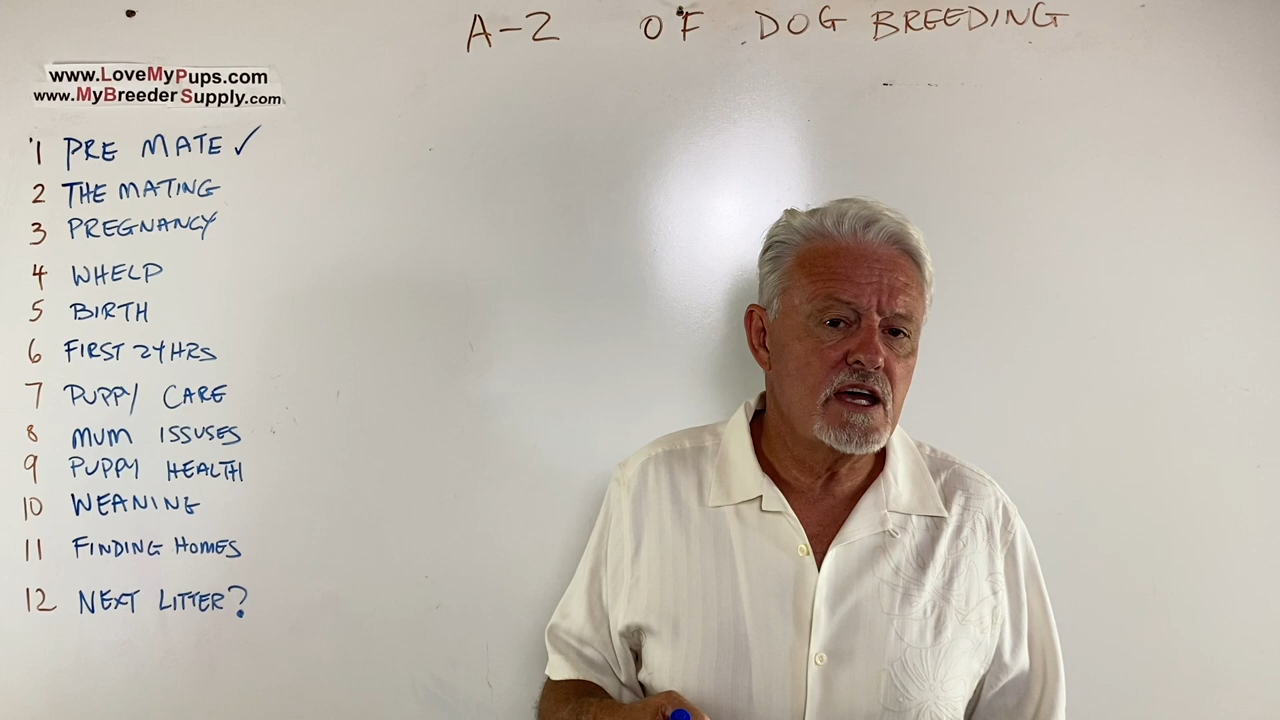 A-Z OF DOG BREEDING
www.LoveMyPups.com
www.MyBreederSupply.com
1 PRE MATE ✓
2 THE MATING
3 PREGNANCY
4 WHELP
5 BIRTH
6 FIRST 24HRS
7 PUPPY CARE
8 MUM ISSUSES
9 PUPPY HEALTH
10 WEANING
11 FINDING HOMES
12 NEXT LITTER?